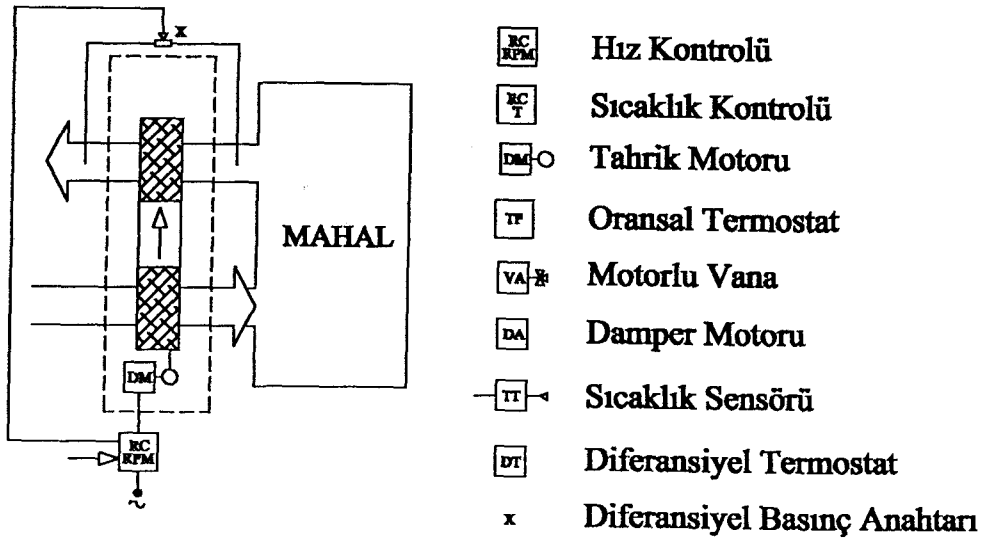 x
MAHAL
DM
RC
RPM
~
RC
RPM Hız Kontrolü
RC
T Sıcaklık Kontrolü
DM Tahrik Motoru
TP Oransal Termostat
VA Motorlu Vana
DA Damper Motoru
TT Sıcaklık Sensörü
DT Diferansiyel Termostat
x Diferansiyel Basınç Anahtarı